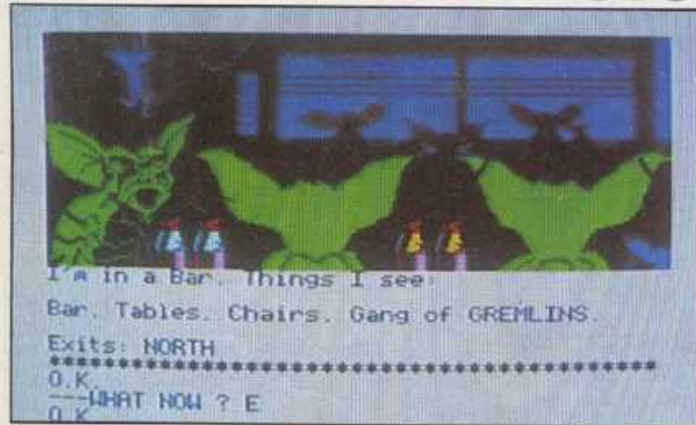 I'm in a Bar. Things I see:
Bar. Tables. Chairs. Gang of GREMLINS.
Exits: NORTH
**************************************************
O.K.
---WHAT NOW ? E
O.K